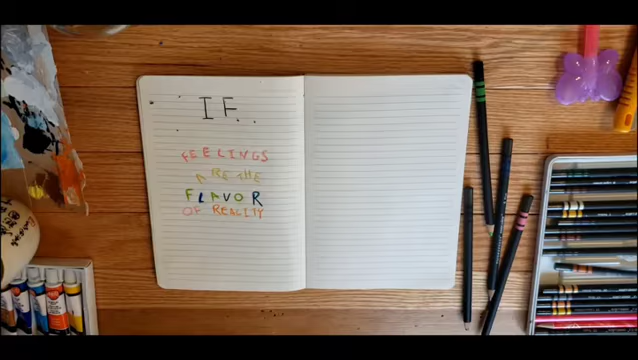 IF
FEELINGS
ARE THE
FLAVOR
OF REALITY